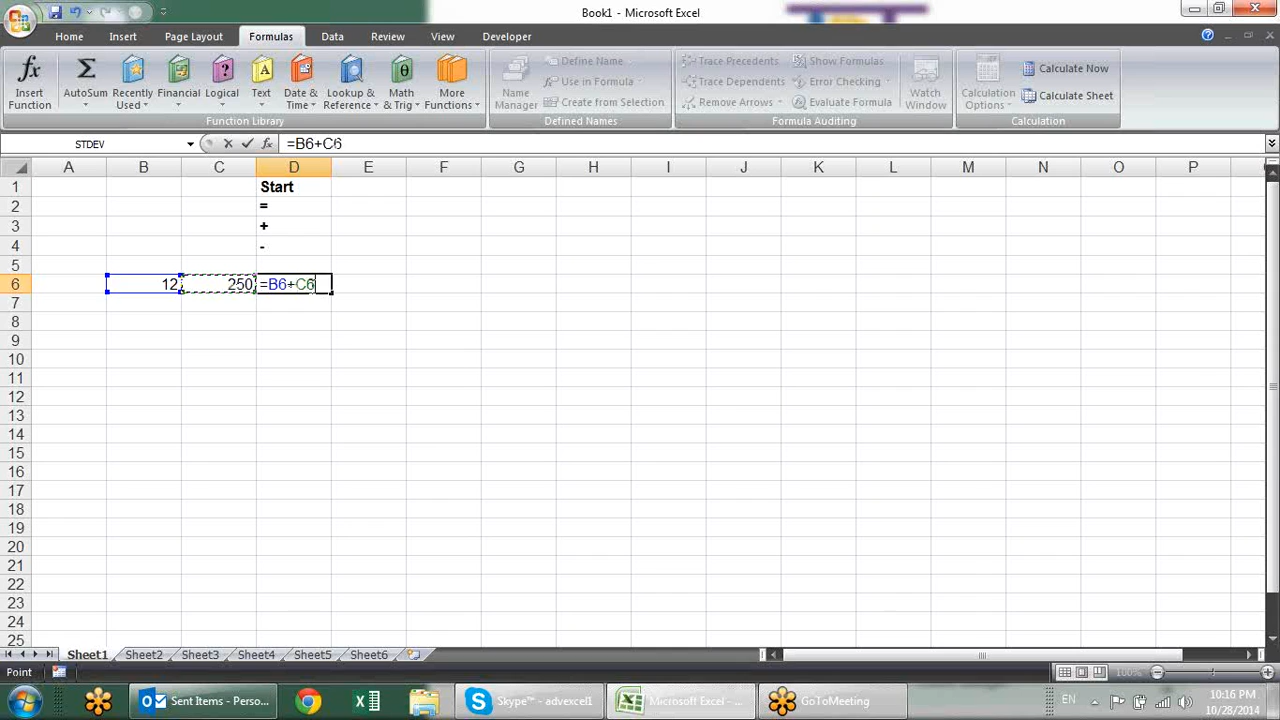 Book1 - Microsoft Excel
Home Insert Page Layout Formulas Data Review View Developer
Insert Function
AutoSum
Recently Used
Financial
Logical
Text
Date & Time
Lookup & Reference
Math & Trig
More Functions
Function Library
Name Manager
Define Name
Use in Formula
Create from Selection
Defined Names
Trace Precedents
Trace Dependents
Remove Arrows
Show Formulas
Error Checking
Evaluate Formula
Formula Auditing
Watch Window
Calculation Options
Calculate Now
Calculate Sheet
Calculation
STDEV fx =B6+C6
A B C D E F G H I J K L M N O P
1 Start
2 =
3 +
4 -
5
6 12 250 =B6+C6
7
8
9
10
11
12
13
14
15
16
17
18
19
20
21
22
23
24
25
Sheet1 Sheet2 Sheet3 Sheet4 Sheet5 Sheet6
Point 100%
Sent Items - Perso...
Skype™ - advexcel1
Microsoft Excel - ...
GoToMeeting
EN
10:16 PM
10/28/2014